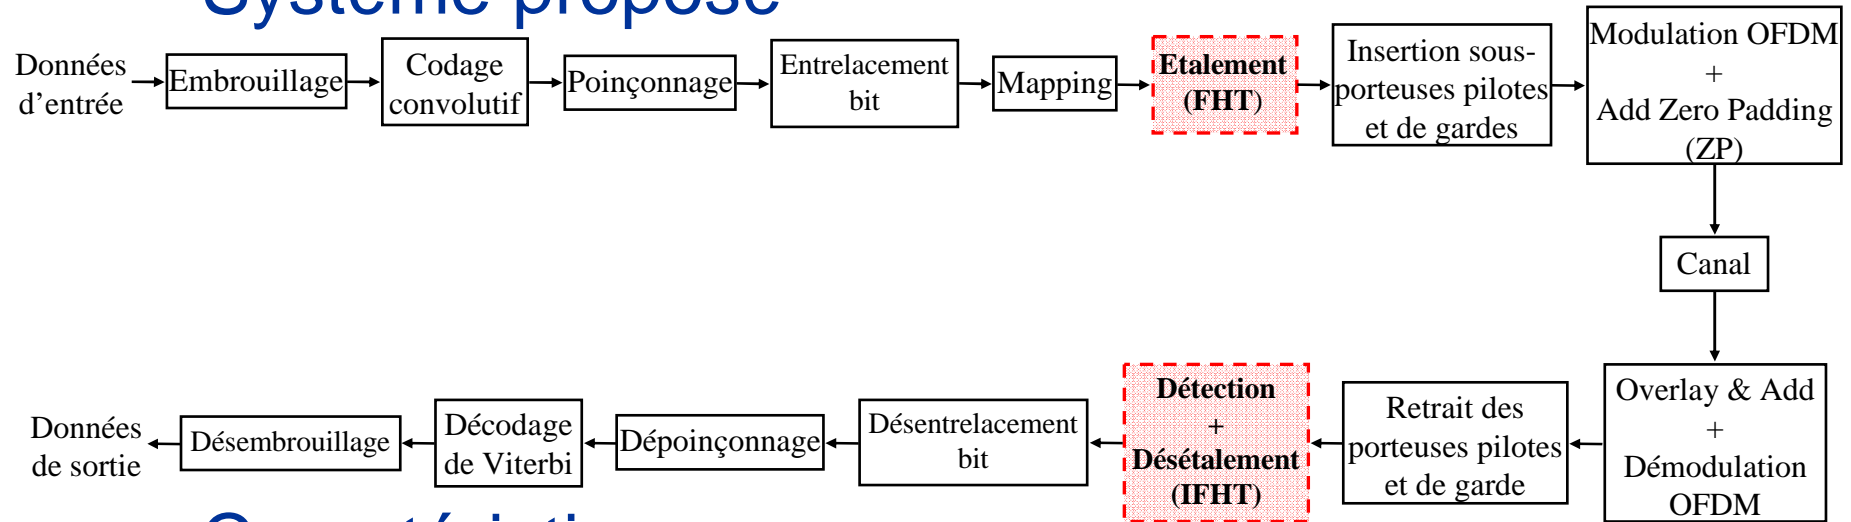 Système proposé
Données
d'entrée
Embrouillage
Codage
convolutif
Poinçonnage
Entrelacement
bit
Mapping
Etalement
(FHT)
Insertion sous-
porteuses pilotes
et de gardes
Modulation OFDM
+
Add Zero Padding
(ZP)
Canal
Overlay & Add
+
Démodulation
OFDM
Retrait des
porteuses pilotes
et de garde
Détection
+
Désétalement
(IFHT)
Désentrelacement
bit
Dépoinçonnage
Décodage
de Viterbi
Désembrouillage
Données
de sortie